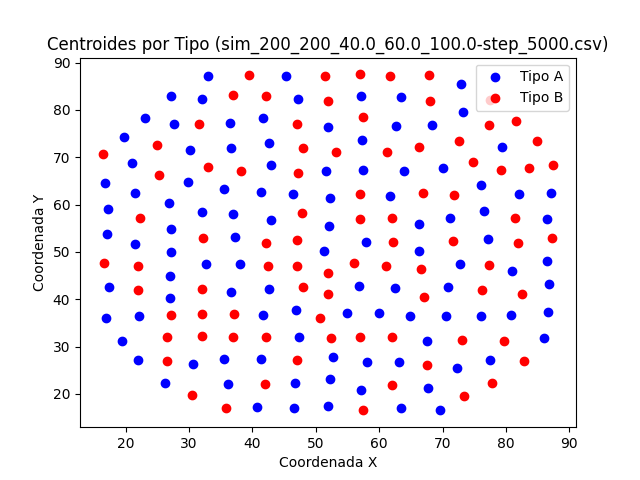 Centroides por Tipo (sim_200_200_40.0_60.0_100.0-step_5000.csv)
Tipo A
Tipo B
90
80
70
60
50
40
30
20
Coordenada Y
20 30 40 50 60 70 80 90
Coordenada X